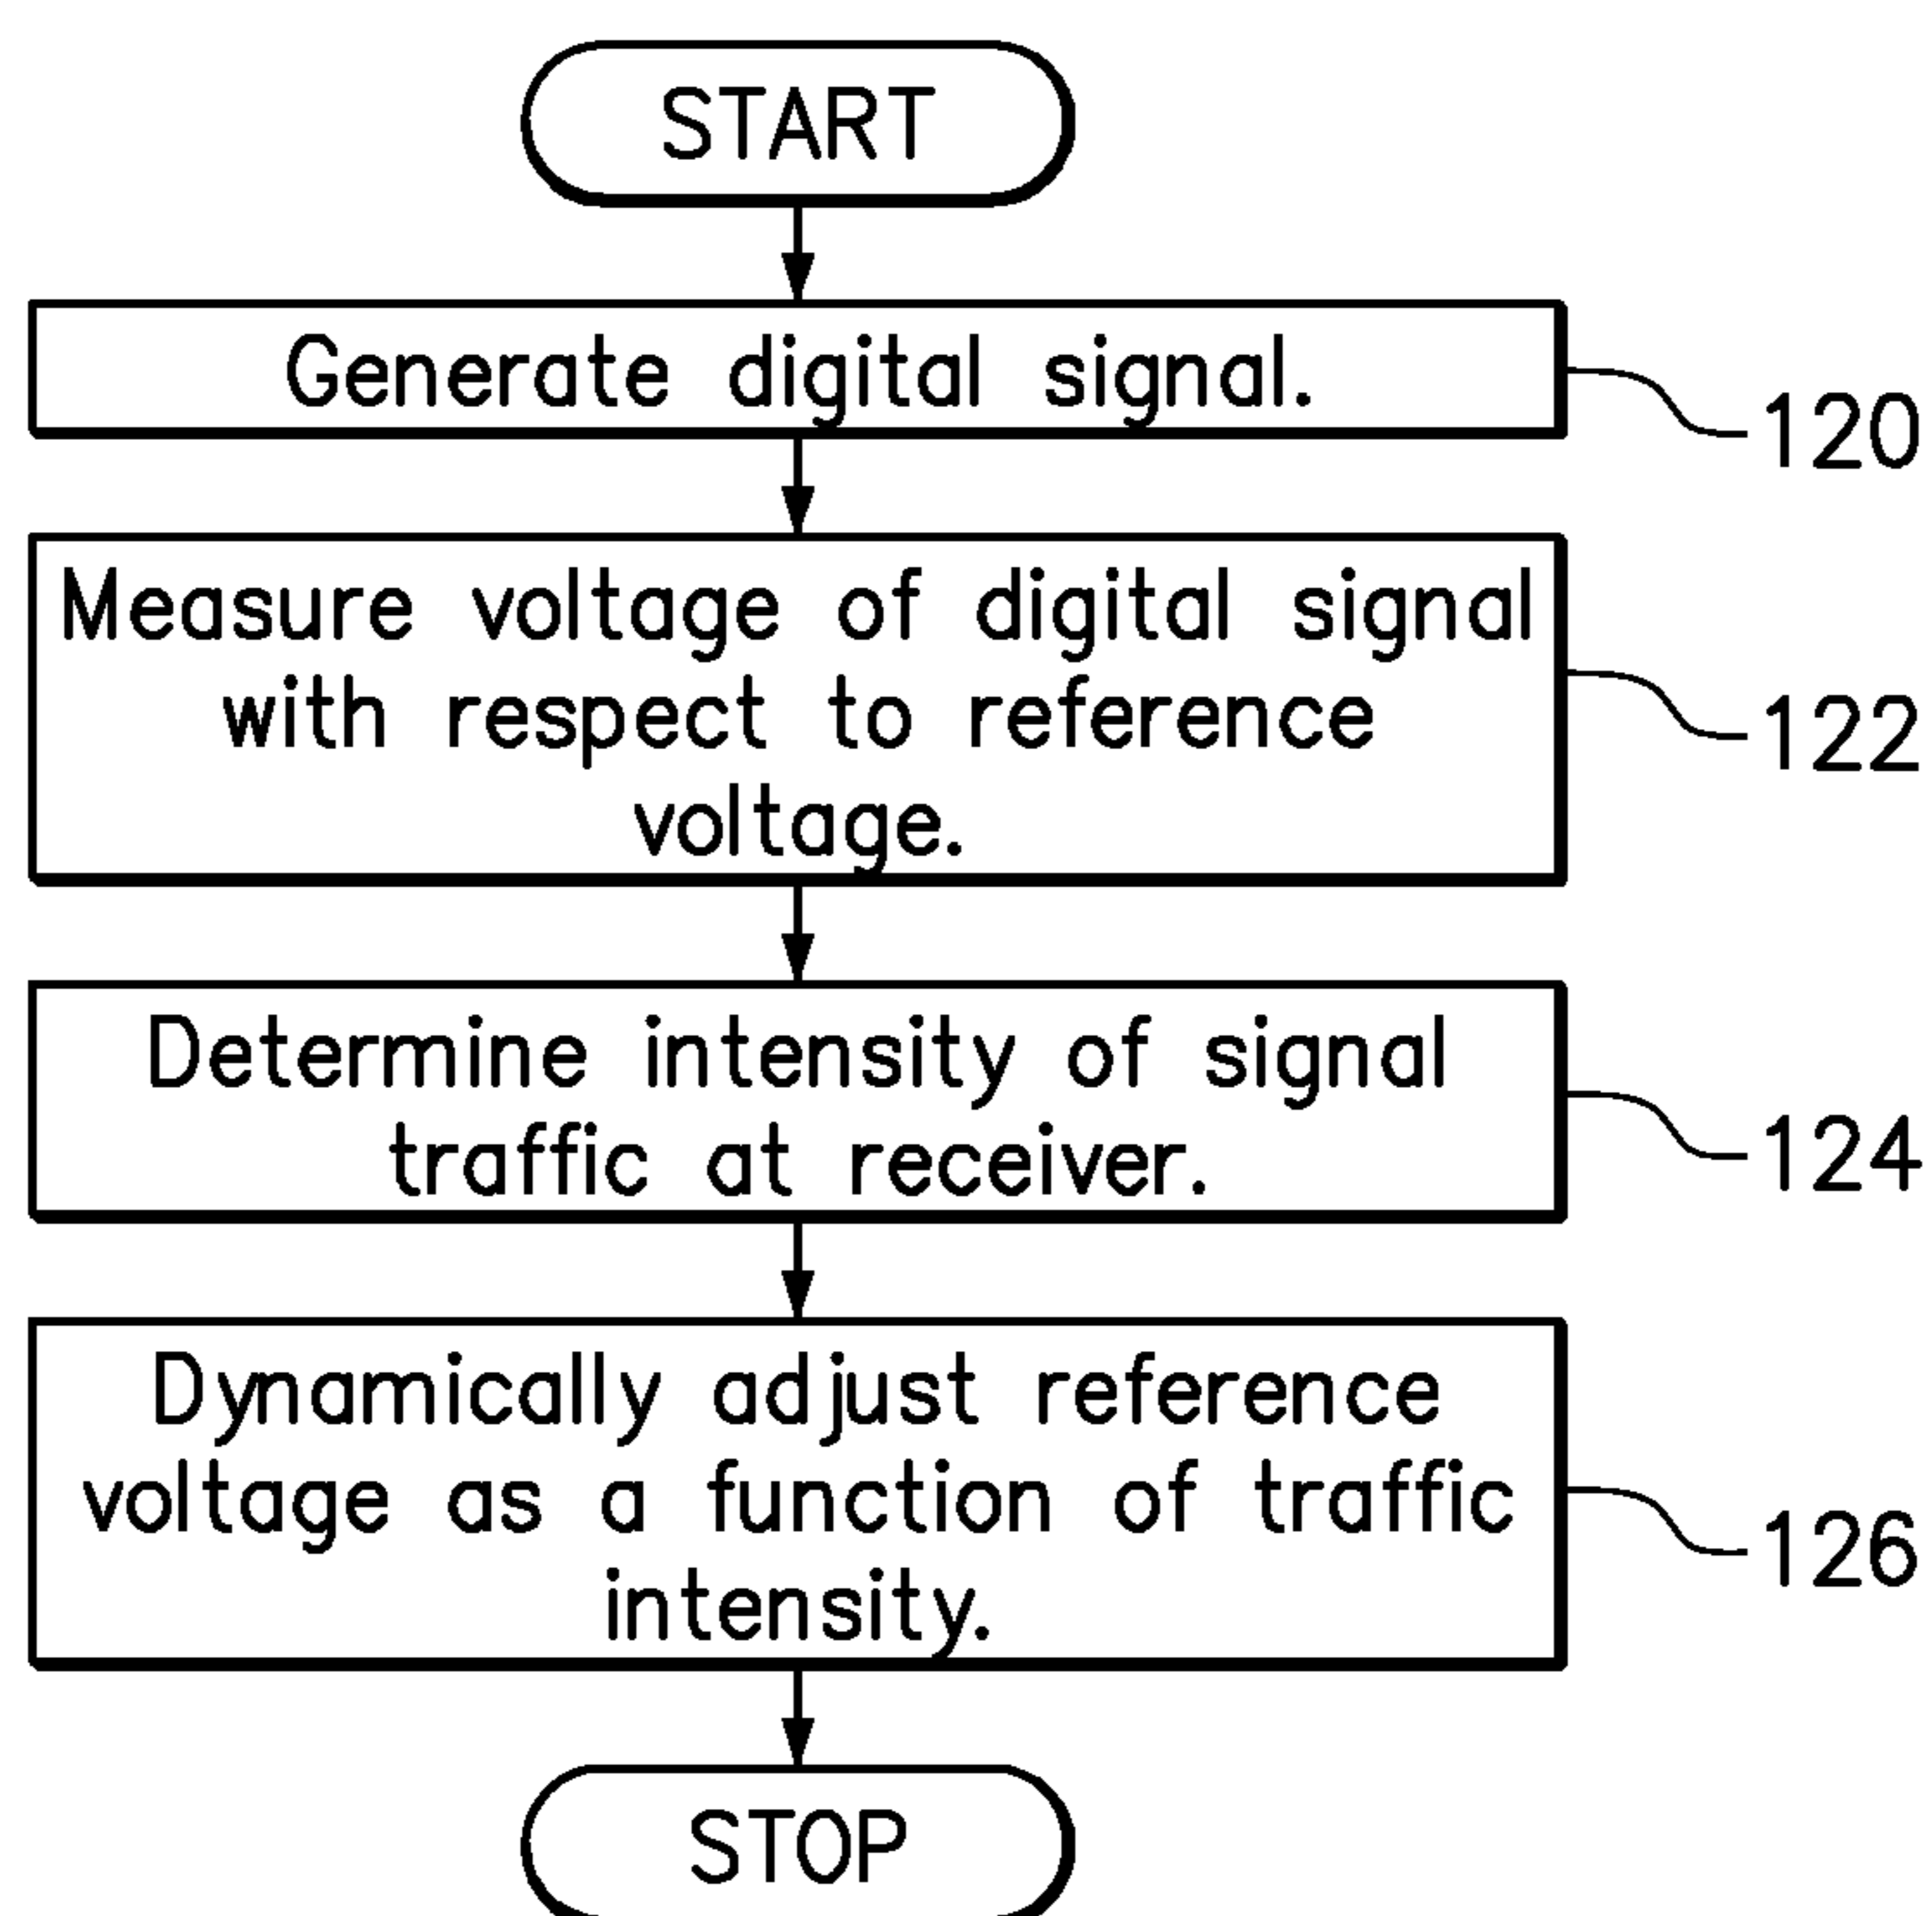 START
Generate digital signal.
120
Measure voltage of digital signal
with respect to reference
voltage.
122
Determine intensity of signal
traffic at receiver.
124
Dynamically adjust reference
voltage as a function of traffic
intensity.
126
STOP